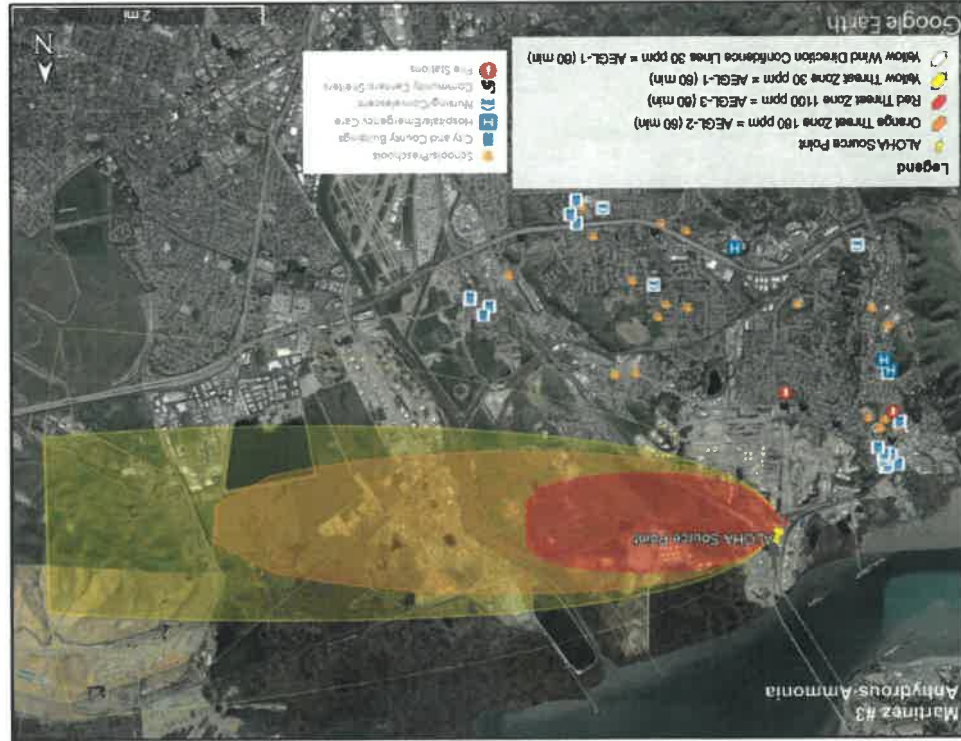 Martinez #3
Anhydrous-Ammonia
ALOHA Source Point
Legend
ALOHA Source Point
Orange Threat Zone 180 ppm = AEGL-2 (60 min)
Red Threat Zone 1100 ppm = AEGL-3 (60 min)
Yellow Threat Zone 30 ppm = AEGL-1 (60 min)
Yellow Wind Direction Confidence Lines 30 ppm = AEGL-1 (60 min)
Schools-Preschools
City and County Buildings
Hospitals/Emergency Care
Nursing/Convalescent
Community Centers-Shelters
Fire Stations
H
H
H
N
Google Earth
2 mi